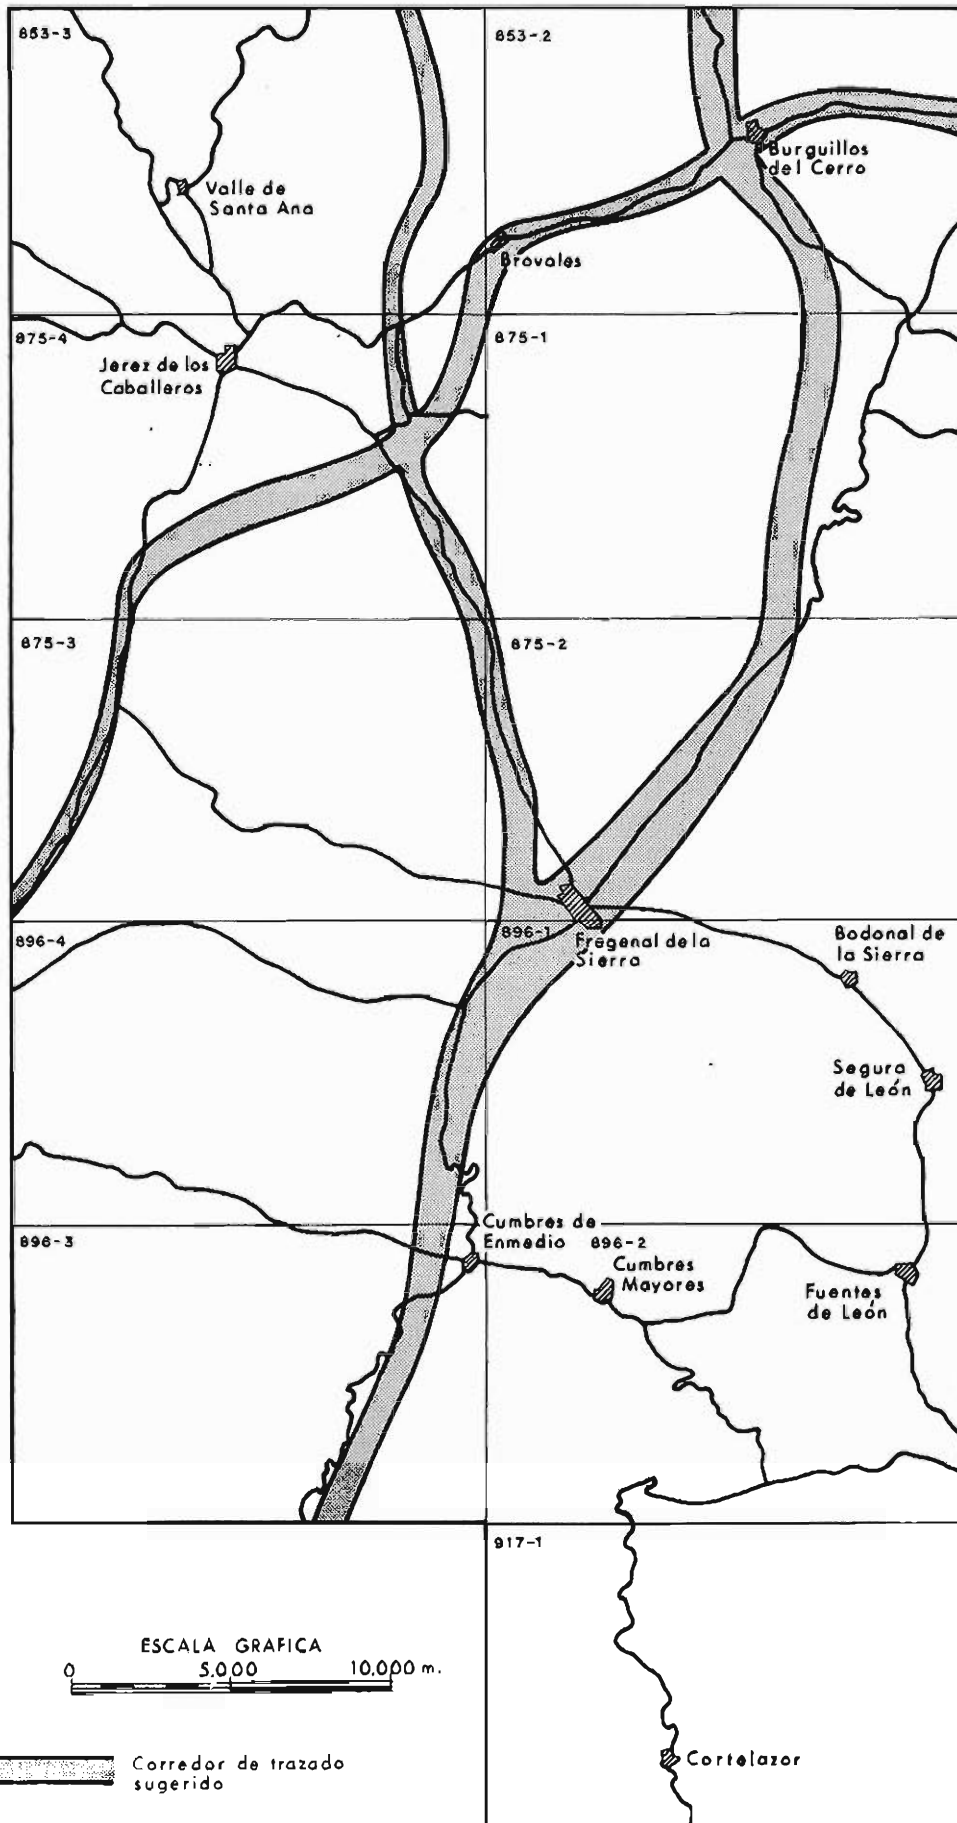 853-3
853-2
Burguillos
del Cerro
Valle de
Santa Ana
Brovales
875-4
875-1
Jerez de los
Caballeros
875-3
875-2
896-4
896-1
Fregenal de la
Sierra
Bodonal de
la Sierra
Segura
de León
Cumbres de
Enmedio
896-3
896-2
Cumbres
Mayores
Fuentes
de León
917-1
ESCALA GRAFICA
0 5.000 10.000 m.
Cortelazor
Corredor de trazado
sugerido